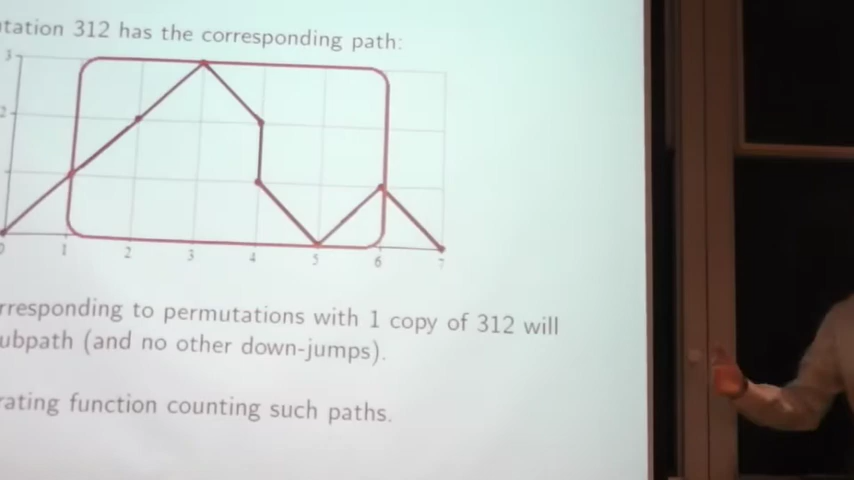 tation 312 has the corresponding path:
3
2
0 1 2 3 4 5 6 7
rresponding to permutations with 1 copy of 312 will
ubpath (and no other down-jumps).
rating function counting such paths.